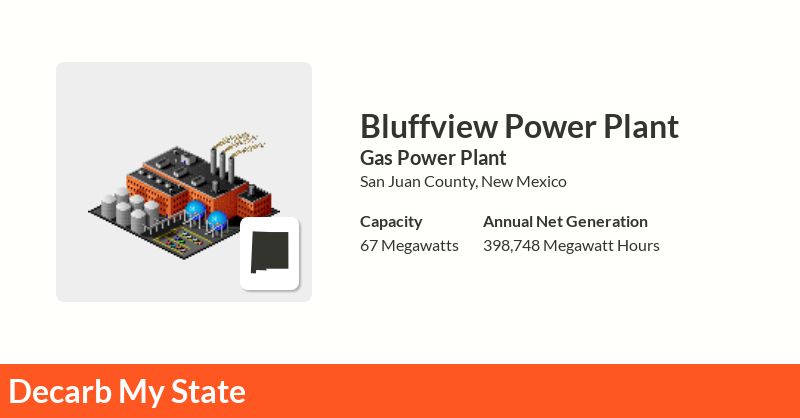 Bluffview Power Plant
Gas Power Plant
San Juan County, New Mexico
Capacity
67 Megawatts
Annual Net Generation
398,748 Megawatt Hours
Decarb My State